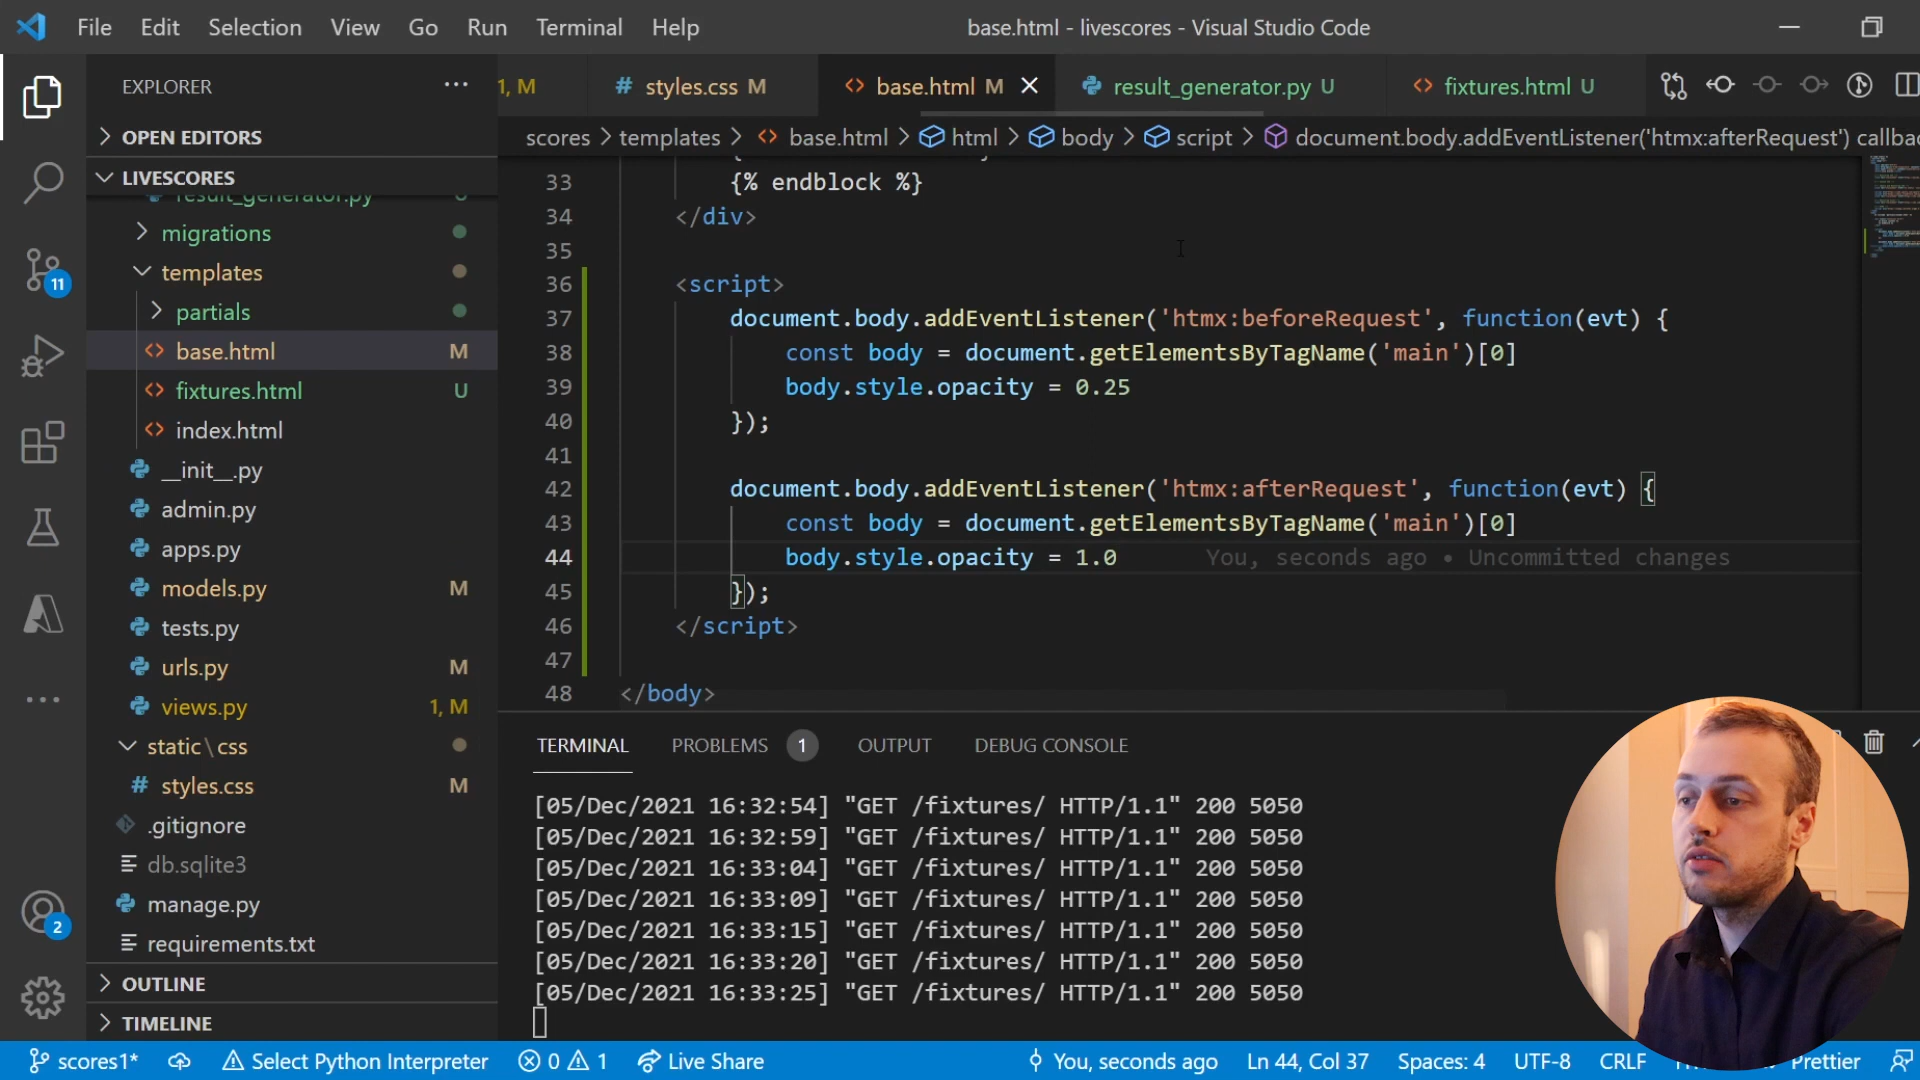 File Edit Selection View Go Run Terminal Help base.html - livescores - Visual Studio Code
EXPLORER
1, M
# styles.css M
<> base.html M
result_generator.py U
<> fixtures.html U
OPEN EDITORS
scores > templates > <> base.html > html > body > script > document.body.addEventListener('htmx:afterRequest') callba
LIVESCORES
result_generator.py U
migrations
templates
partials
<> base.html M
<> fixtures.html U
<> index.html
__init__.py
admin.py
apps.py
models.py M
tests.py
urls.py M
views.py 1, M
static\css
# styles.css M
.gitignore
db.sqlite3
manage.py
requirements.txt
OUTLINE
TIMELINE
11
2
33 {% endblock %}
34 </div>
35
36 <script>
37 document.body.addEventListener('htmx:beforeRequest', function(evt) {
38 const body = document.getElementsByTagName('main')[0]
39 body.style.opacity = 0.25
40 });
41
42 document.body.addEventListener('htmx:afterRequest', function(evt) {
43 const body = document.getElementsByTagName('main')[0]
44 body.style.opacity = 1.0 You, seconds ago • Uncommitted changes
45 });
46 </script>
47
48 </body>
TERMINAL PROBLEMS 1 OUTPUT DEBUG CONSOLE
[05/Dec/2021 16:32:54] "GET /fixtures/ HTTP/1.1" 200 5050
[05/Dec/2021 16:32:59] "GET /fixtures/ HTTP/1.1" 200 5050
[05/Dec/2021 16:33:04] "GET /fixtures/ HTTP/1.1" 200 5050
[05/Dec/2021 16:33:09] "GET /fixtures/ HTTP/1.1" 200 5050
[05/Dec/2021 16:33:15] "GET /fixtures/ HTTP/1.1" 200 5050
[05/Dec/2021 16:33:20] "GET /fixtures/ HTTP/1.1" 200 5050
[05/Dec/2021 16:33:25] "GET /fixtures/ HTTP/1.1" 200 5050
scores1* Select Python Interpreter 0 1 Live Share You, seconds ago Ln 44, Col 37 Spaces: 4 UTF-8 CRLF Prettier